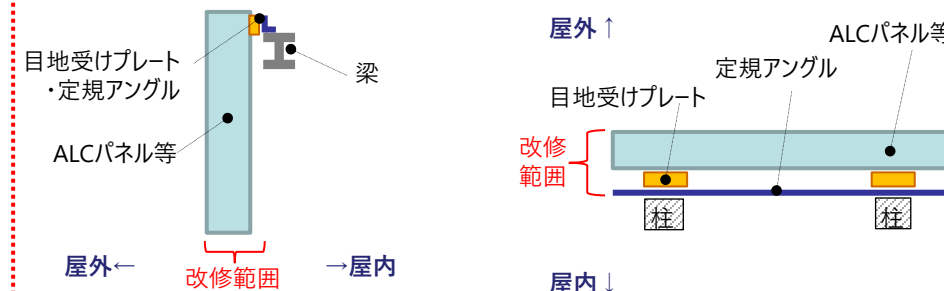 目地受けプレート
・定規アングル
梁
ALCパネル等
屋外←
改修範囲
→屋内
屋外↑
ALCパネル等
定規アングル
目地受けプレート
改修
範囲
柱
柱
屋内↓